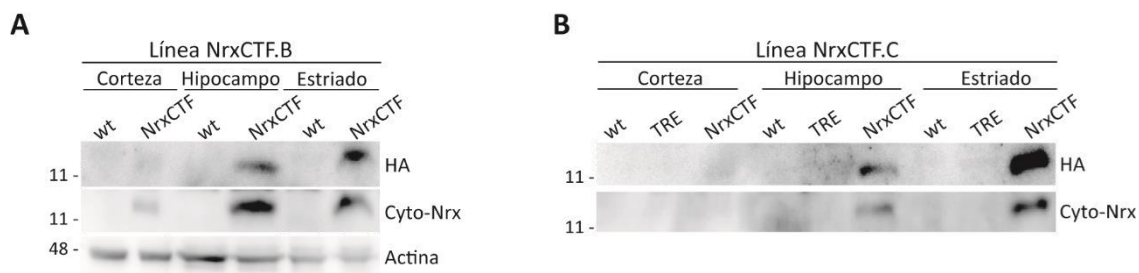 A
Línea NrxCTF.B
Corteza Hipocampo Estriado
wt NrxCTF wt NrxCTF wt NrxCTF
11 - HA
11 - Cyto-Nrx
48 - Actina
B
Línea NrxCTF.C
Corteza Hipocampo Estriado
wt TRE NrxCTF wt TRE NrxCTF wt TRE NrxCTF
11 - HA
11 - Cyto-Nrx